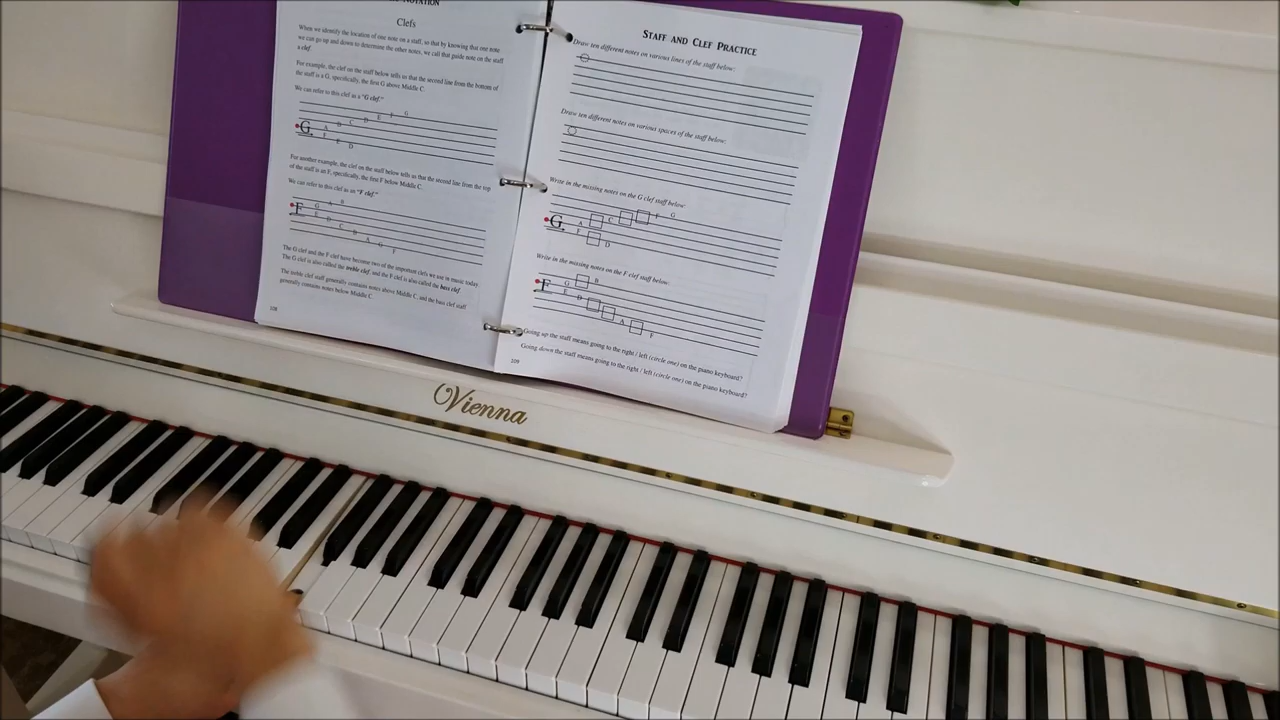 NOTATION
Clefs
When we identify the location of one note on a staff, so that by knowing that one note
we can go up and down to determine the other notes, we call that guide note on the staff
a clef.
For example, the clef on the staff below tells us that the second line from the bottom of
the staff is a G, specifically, the first G above Middle C.
We can refer to this clef as a "G clef."
G A B C D E F G
F E D
For another example, the clef on the staff below tells us that the second line from the top
of the staff is an F, specifically, the first F below Middle C.
We can refer to this clef as an "F clef."
F G A B
E D C B A G F
The G clef and the F clef have become two of the important clefs we use in music today.
The G clef is also called the treble clef, and the F clef is also called the bass clef
The treble clef staff generally contains notes above Middle C, and the bass clef staff
generally contains notes below Middle C.
108
STAFF AND CLEF PRACTICE
Draw ten different notes on various lines of the staff below:
Draw ten different notes on various spaces of the staff below:
Write in the missing notes on the G clef staff below:
G A C F G
F D
Write in the missing notes on the F clef staff below:
F G B
E D A F
Going up the staff means going to the right / left (circle one) on the piano keyboard?
Going down the staff means going to the right / left (circle one) on the piano keyboard?
109
Vienna